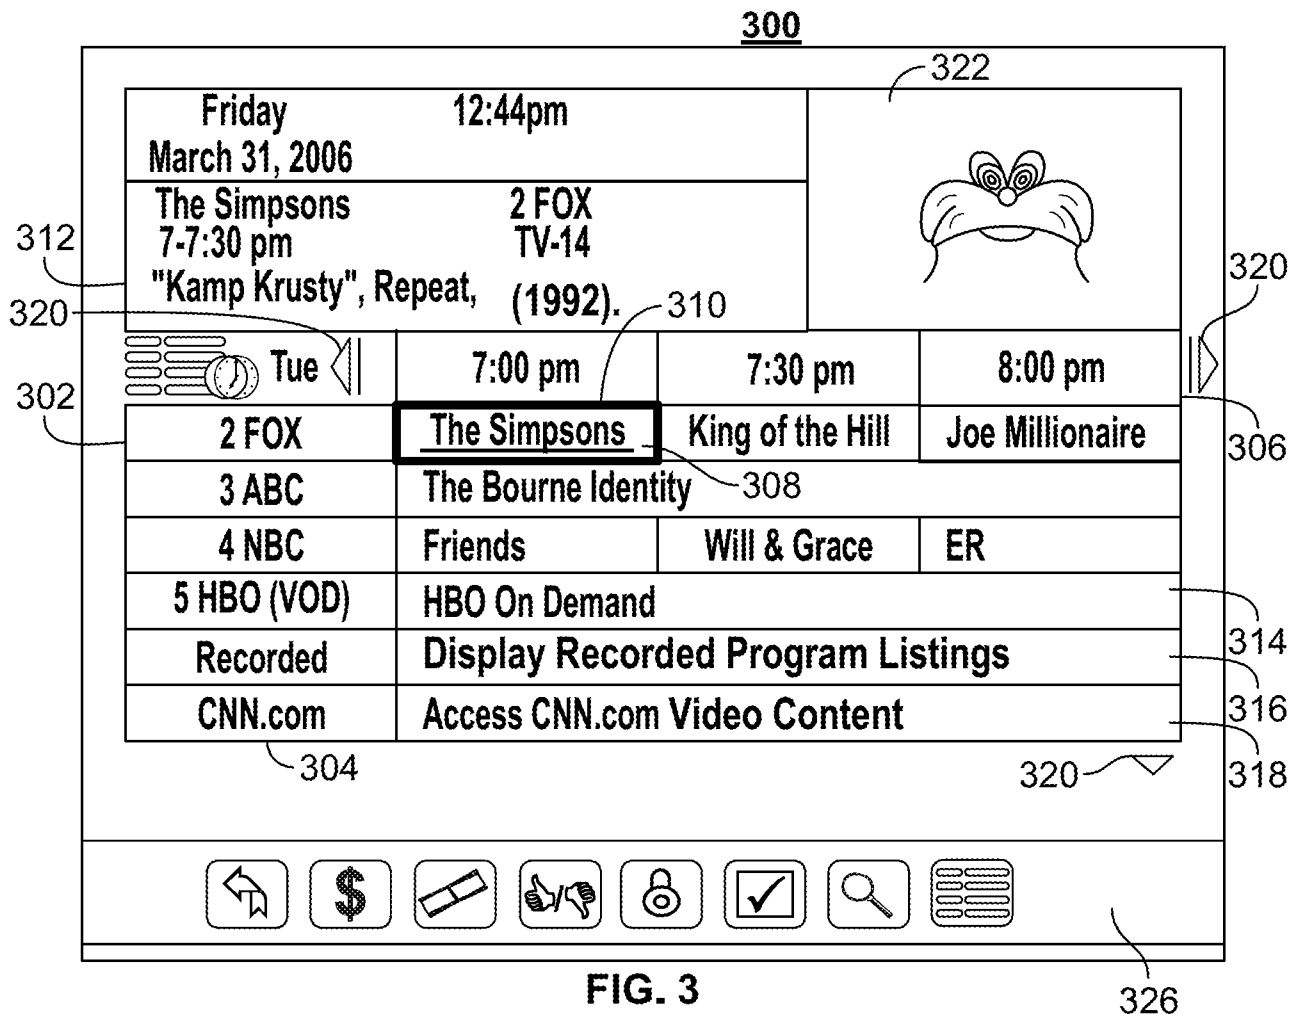 300
322
Friday 12:44pm
March 31, 2006
The Simpsons 2 FOX
7-7:30 pm TV-14
"Kamp Krusty", Repeat, (1992).
312
320
310
320
Tue 7:00 pm 7:30 pm 8:00 pm
302
306
2 FOX The Simpsons King of the Hill Joe Millionaire
308
3 ABC The Bourne Identity
4 NBC Friends Will & Grace ER
5 HBO (VOD) HBO On Demand
314
Recorded Display Recorded Program Listings
316
CNN.com Access CNN.com Video Content
318
304
320
$
326
FIG. 3